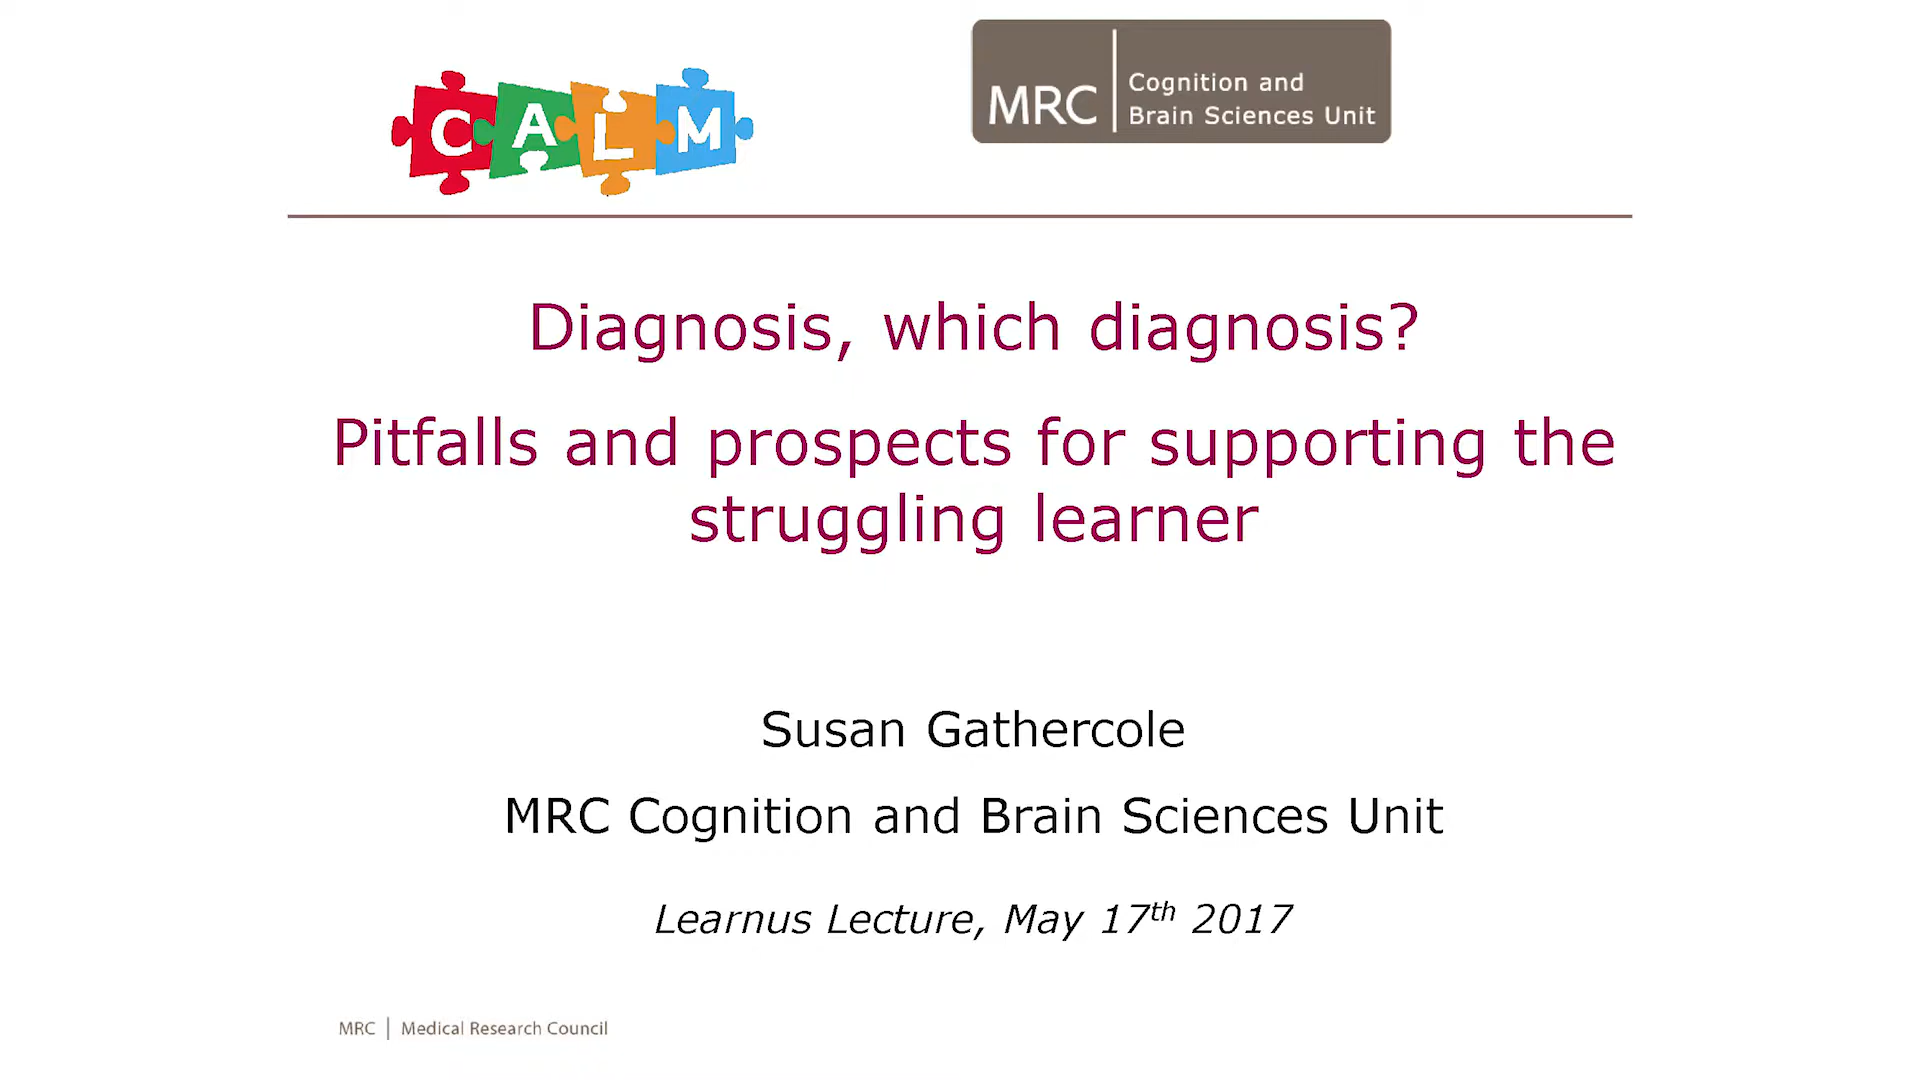 CALM
MRC
Cognition and
Brain Sciences Unit
Diagnosis, which diagnosis?
Pitfalls and prospects for supporting the
struggling learner
Susan Gathercole
MRC Cognition and Brain Sciences Unit
Learnus Lecture, May 17th 2017
MRC | Medical Research Council